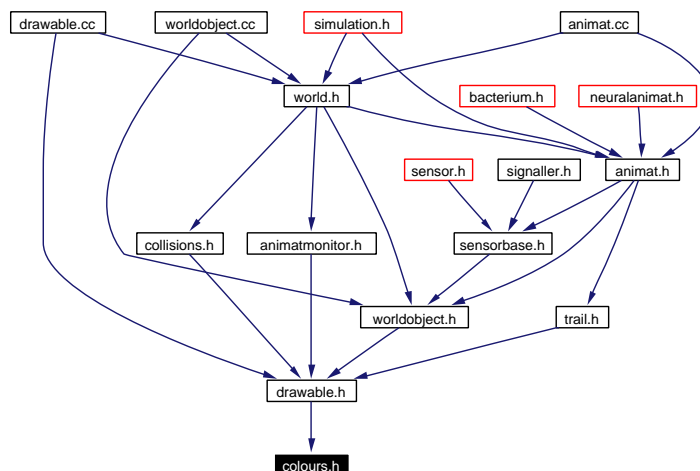 drawable.cc
worldobject.cc
simulation.h
animat.cc
world.h
bacterium.h
neuralanimat.h
sensor.h
signaller.h
animat.h
collisions.h
animatmonitor.h
sensorbase.h
worldobject.h
trail.h
drawable.h
colours.h